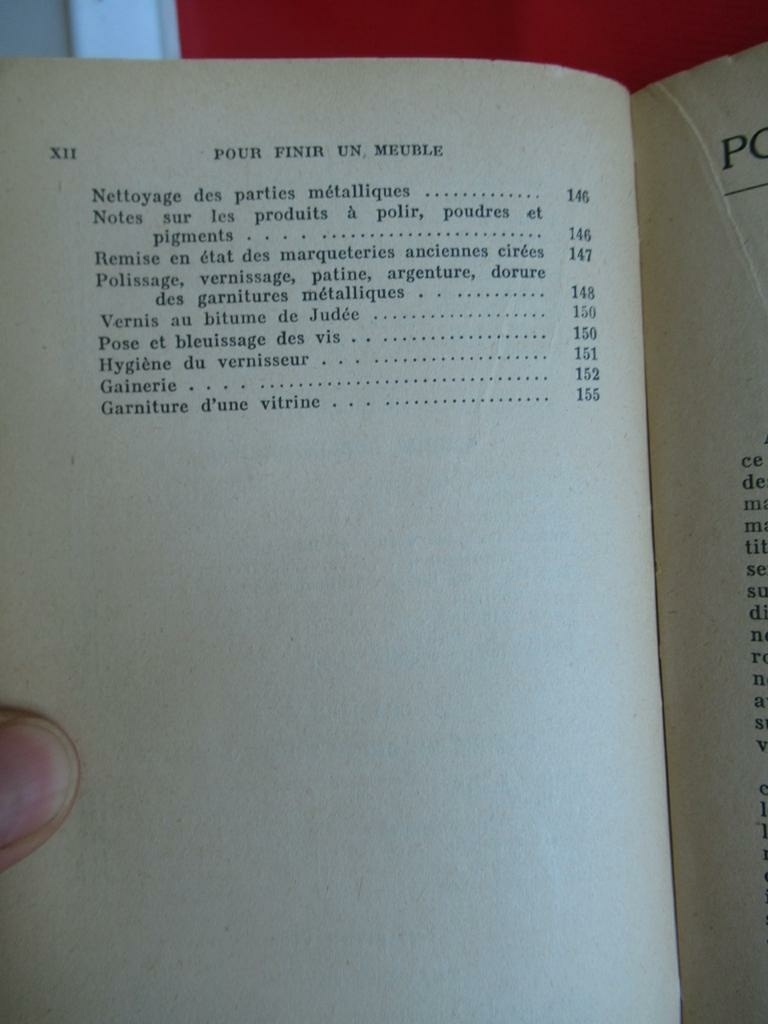 XII POUR FINIR UN MEUBLE
Nettoyage des parties métalliques ............. 146
Notes sur les produits à polir, poudres et
pigments . . . . ...................... 146
Remise en état des marqueteries anciennes cirées 147
Polissage, vernissage, patine, argenture, dorure
des garnitures métalliques . . .......... 148
Vernis au bitume de Judée .................. 150
Pose et bleuissage des vis . . ................. 150
Hygiène du vernisseur . . . .................... 151
Gainerie . . . . ............................. 152
Garniture d'une vitrine . . . .................. 155
PO
ce